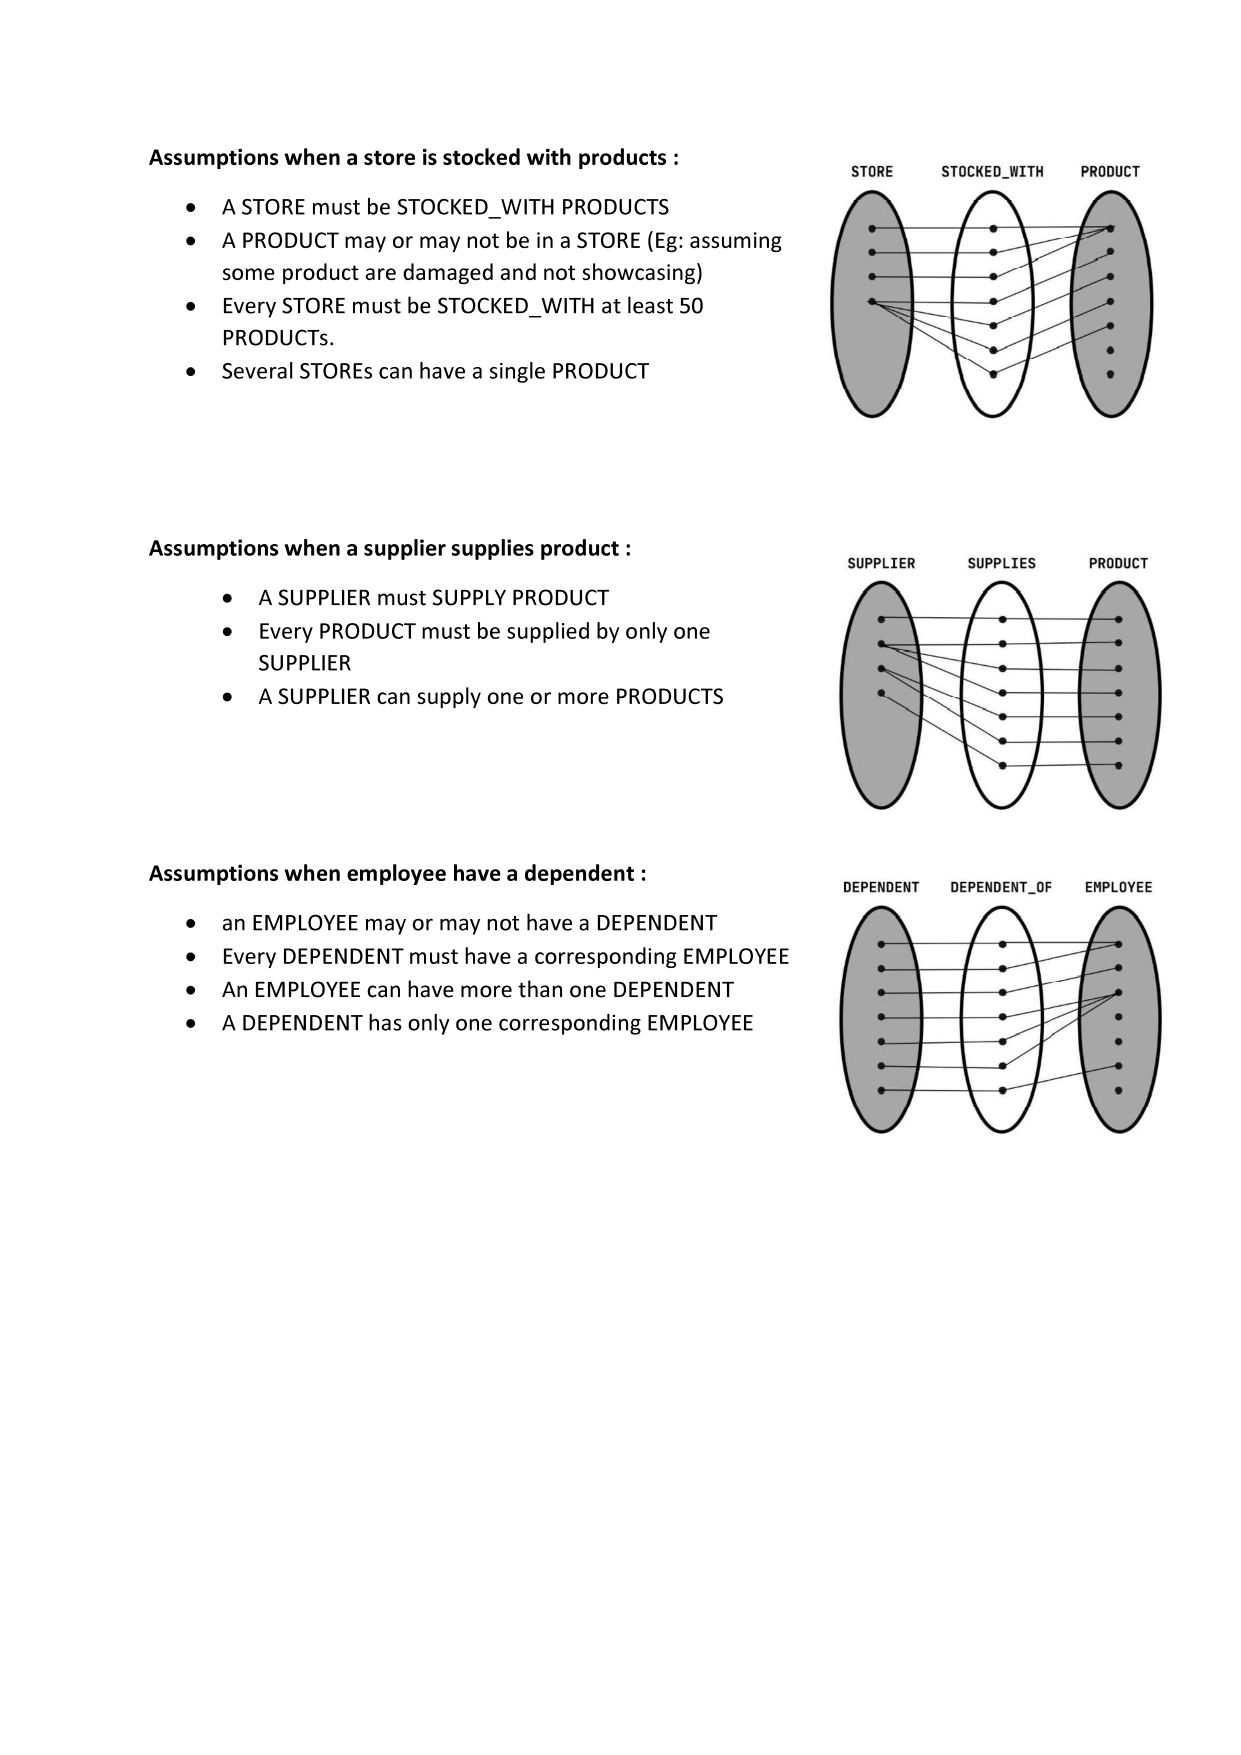 Assumptions when a store is stocked with products :
STORE STOCKED_WITH PRODUCT
• A STORE must be STOCKED_WITH PRODUCTS
• A PRODUCT may or may not be in a STORE (Eg: assuming
some product are damaged and not showcasing)
• Every STORE must be STOCKED_WITH at least 50
PRODUCTs.
• Several STOREs can have a single PRODUCT
Assumptions when a supplier supplies product :
SUPPLIER SUPPLIES PRODUCT
• A SUPPLIER must SUPPLY PRODUCT
• Every PRODUCT must be supplied by only one
SUPPLIER
• A SUPPLIER can supply one or more PRODUCTS
Assumptions when employee have a dependent :
DEPENDENT DEPENDENT_OF EMPLOYEE
• an EMPLOYEE may or may not have a DEPENDENT
• Every DEPENDENT must have a corresponding EMPLOYEE
• An EMPLOYEE can have more than one DEPENDENT
• A DEPENDENT has only one corresponding EMPLOYEE